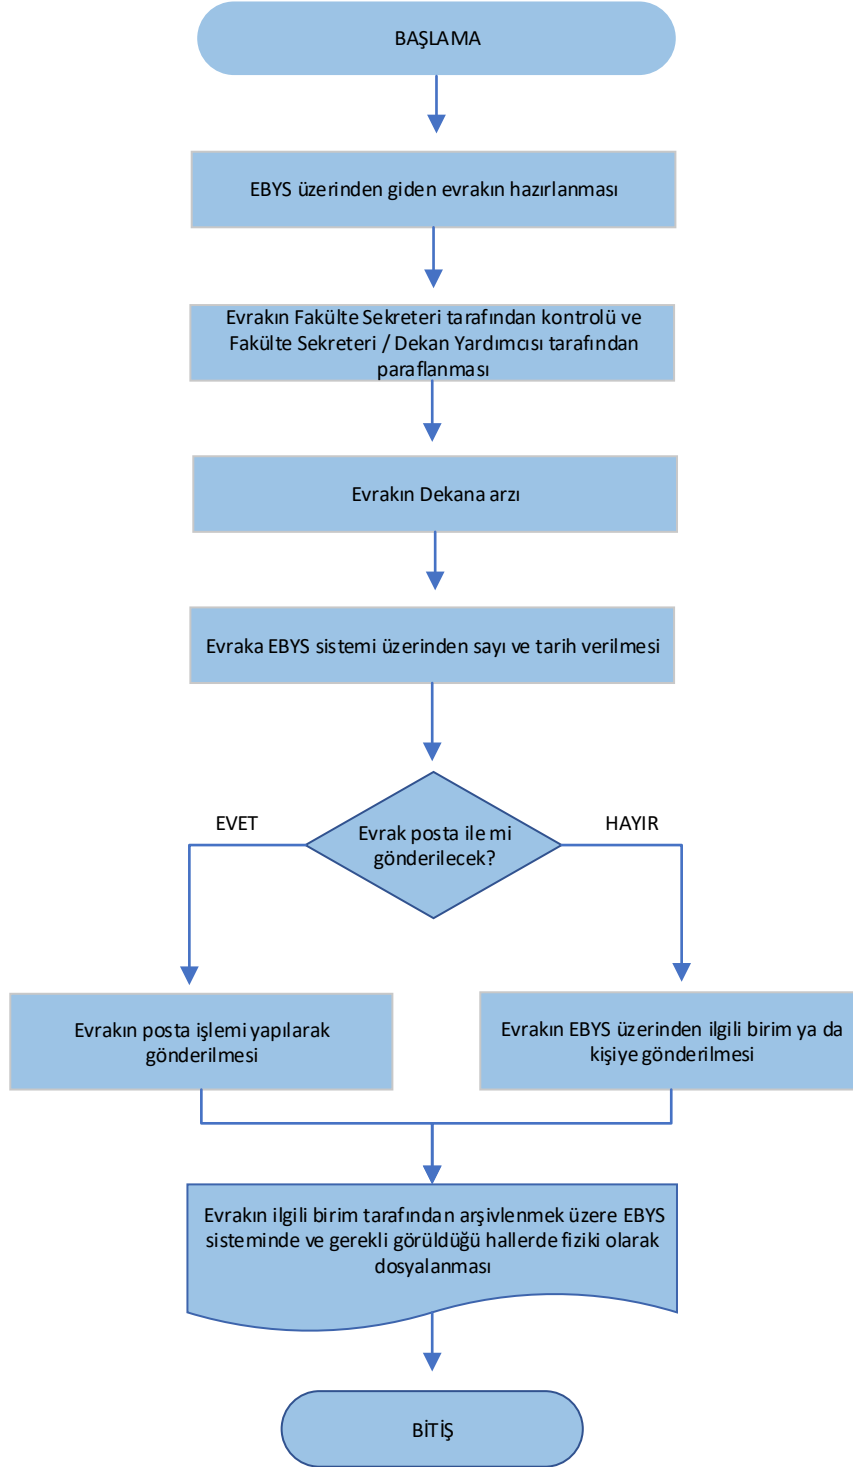 BAŞLAMA
EBYS üzerinden giden evrakın hazırlanması
Evrakın Fakülte Sekreteri tarafından kontrolü ve
Fakülte Sekreteri / Dekan Yardımcısı tarafından
paraflanması
Evrakın Dekana arzı
Evraka EBYS sistemi üzerinden sayı ve tarih verilmesi
Evrak posta ile mi
gönderilecek?
EVET
HAYIR
Evrakın posta işlemi yapılarak
gönderilmesi
Evrakın EBYS üzerinden ilgili birim ya da
kişiye gönderilmesi
Evrakın ilgili birim tarafından arşivlenmek üzere EBYS
sisteminde ve gerekli görüldüğü hallerde fiziki olarak
dosyalanması
BİTİŞ